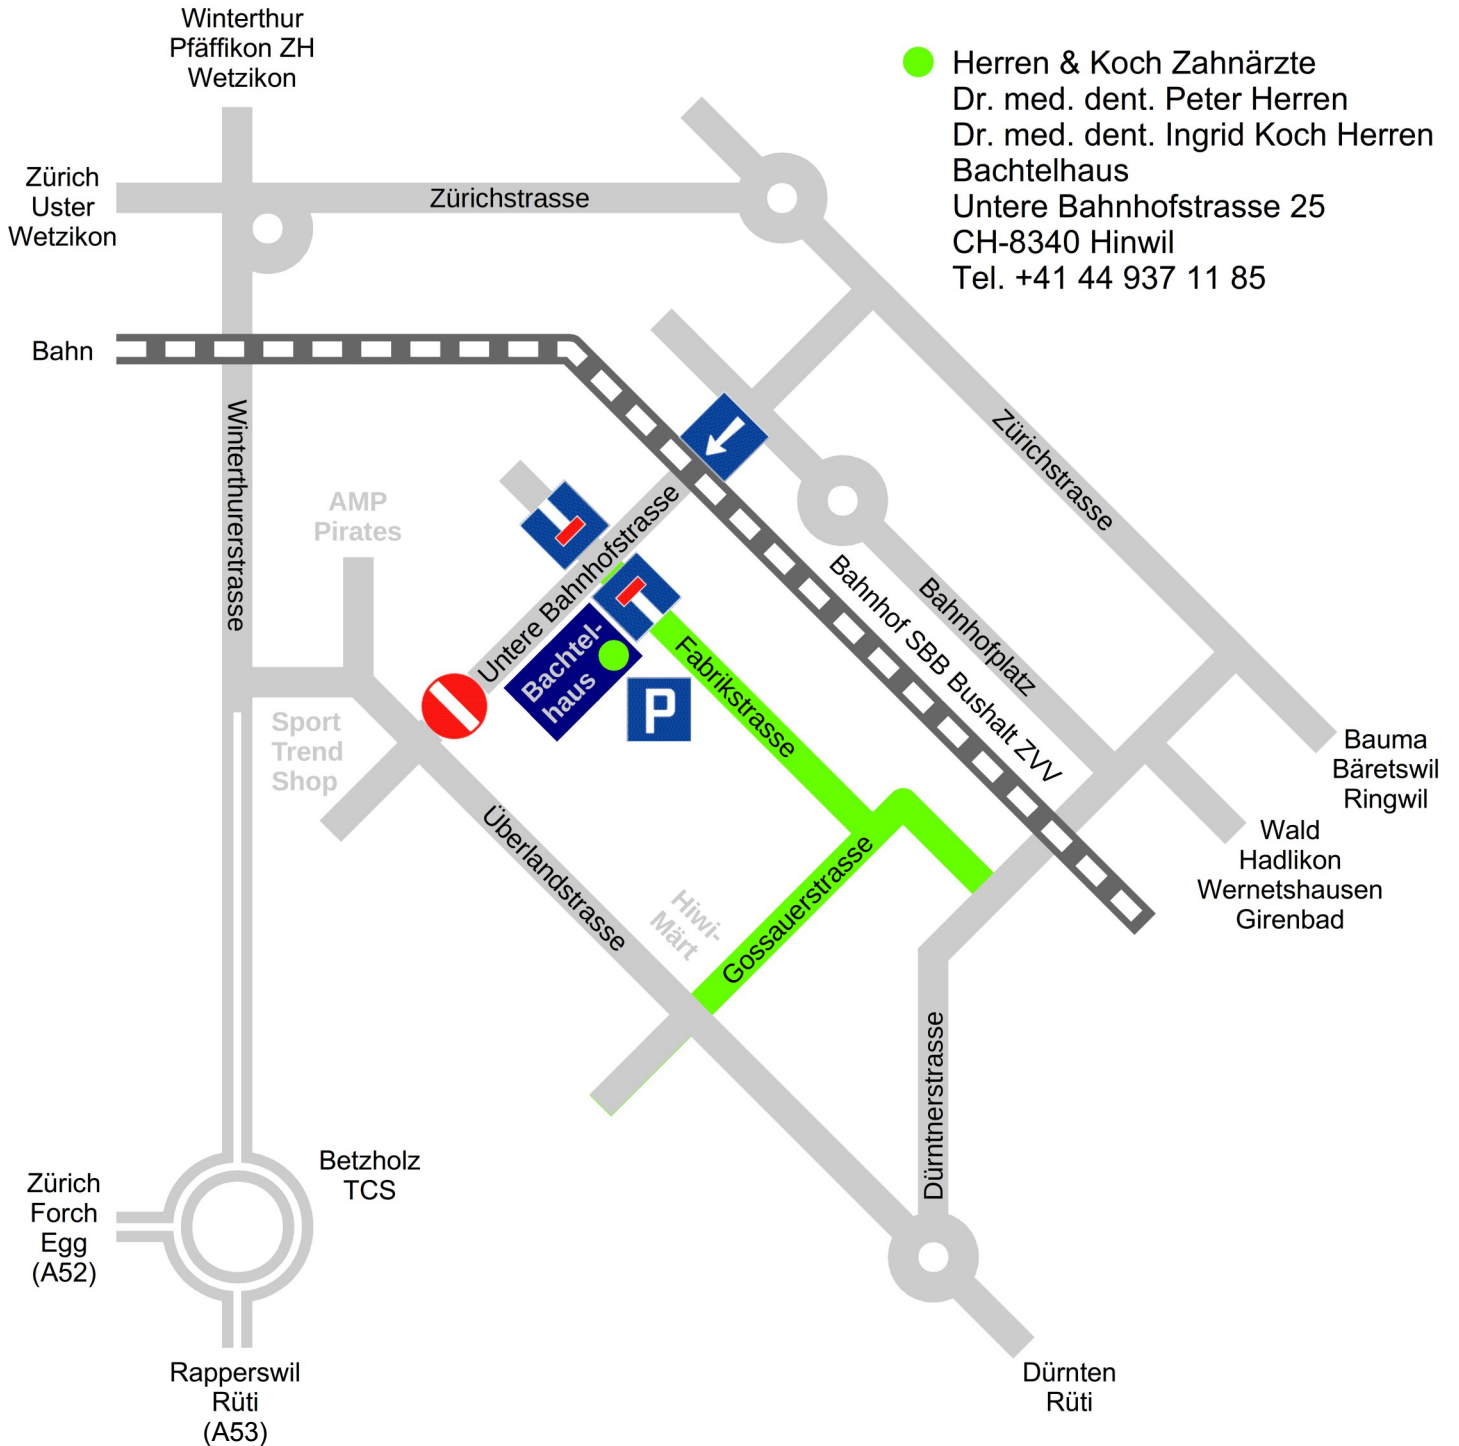 Winterthur
Pfäffikon ZH
Wetzikon
Herren & Koch Zahnärzte
Dr. med. dent. Peter Herren
Dr. med. dent. Ingrid Koch Herren
Bachtelhaus
Untere Bahnhofstrasse 25
CH-8340 Hinwil
Tel. +41 44 937 11 85
Zürich
Uster
Wetzikon
Zürichstrasse
Bahn
Winterthurerstrasse
Zürichstrasse
AMP
Pirates
Untere Bahnhofstrasse
Bachtel-
haus
P
Fabrikstrasse
Bahnhofplatz
Bahnhof SBB Bushalt ZVV
Sport
Trend
Shop
Bauma
Bäretswil
Ringwil
Wald
Hadlikon
Wernetshausen
Girenbad
Überlandstrasse
Hiwi-
Märt
Gossauerstrasse
Dürntnerstrasse
Betzholz
TCS
Zürich
Forch
Egg
(A52)
Rapperswil
Rüti
(A53)
Dürnten
Rüti